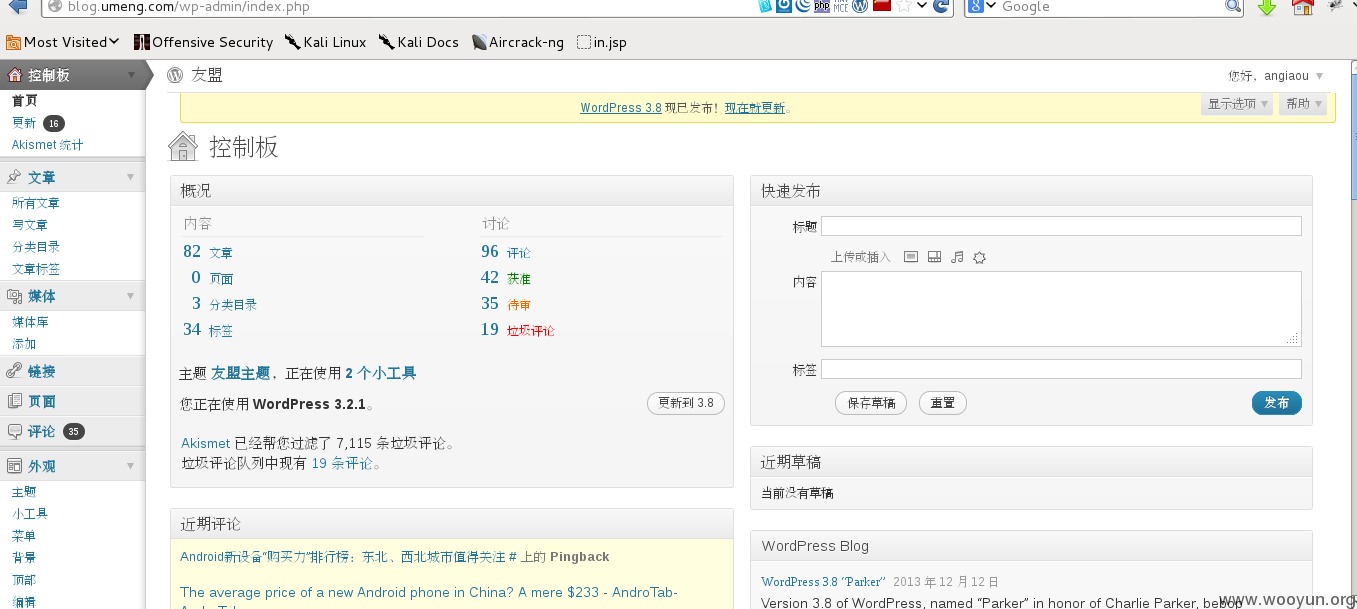 blog.umeng.com/wp-admin/index.php
Google
Most Visited
Offensive Security
Kali Linux
Kali Docs
Aircrack-ng
in.jsp
控制板
首页
更新 16
Akismet 统计
文章
所有文章
写文章
分类目录
文章标签
媒体
媒体库
添加
链接
页面
评论 35
外观
主题
小工具
菜单
背景
顶部
编辑
友盟
您好，angiaou
WordPress 3.8 现已发布！现在就更新。
显示选项
帮助
控制板
概况
内容
讨论
82 文章
96 评论
0 页面
42 获准
3 分类目录
35 待审
34 标签
19 垃圾评论
主题 友盟主题，正在使用 2 个小工具
您正在使用 WordPress 3.2.1。
更新到 3.8
Akismet 已经帮您过滤了 7,115 条垃圾评论。
垃圾评论队列中现有 19 条评论。
近期评论
Android新设备“购买力”排行榜：东北、西北城市值得关注 # 上的 Pingback
The average price of a new Android phone in China? A mere $233 - AndroTab-
快速发布
标题
上传或插入
内容
标签
保存草稿
重置
发布
近期草稿
当前没有草稿
WordPress Blog
WordPress 3.8 “Parker” 2013 年 12 月 12 日
Version 3.8 of WordPress, named “Parker” in honor of Charlie Parker, bebop
www.wooyun.org